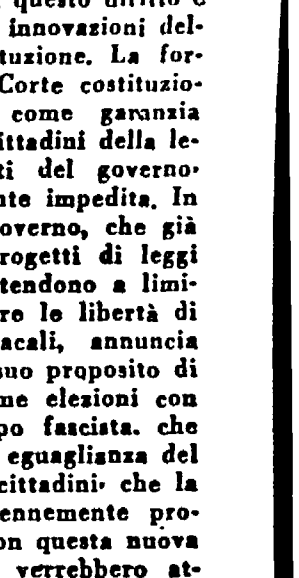 questo diritto e
innovazioni del-
tuzione. La for-
Corte costituzio-
come garanzia
ittadini della le-
ti del governo
nte impedita. In
overno, che già
rogetti di leggi
tendono a limi-
re le libertà di
acali, annuncia
suo proposito di
me elezioni con
po fascista. che
eguaglianza del
cittadini che la
ennemente pro-
on questa nuova
verrebbero at-